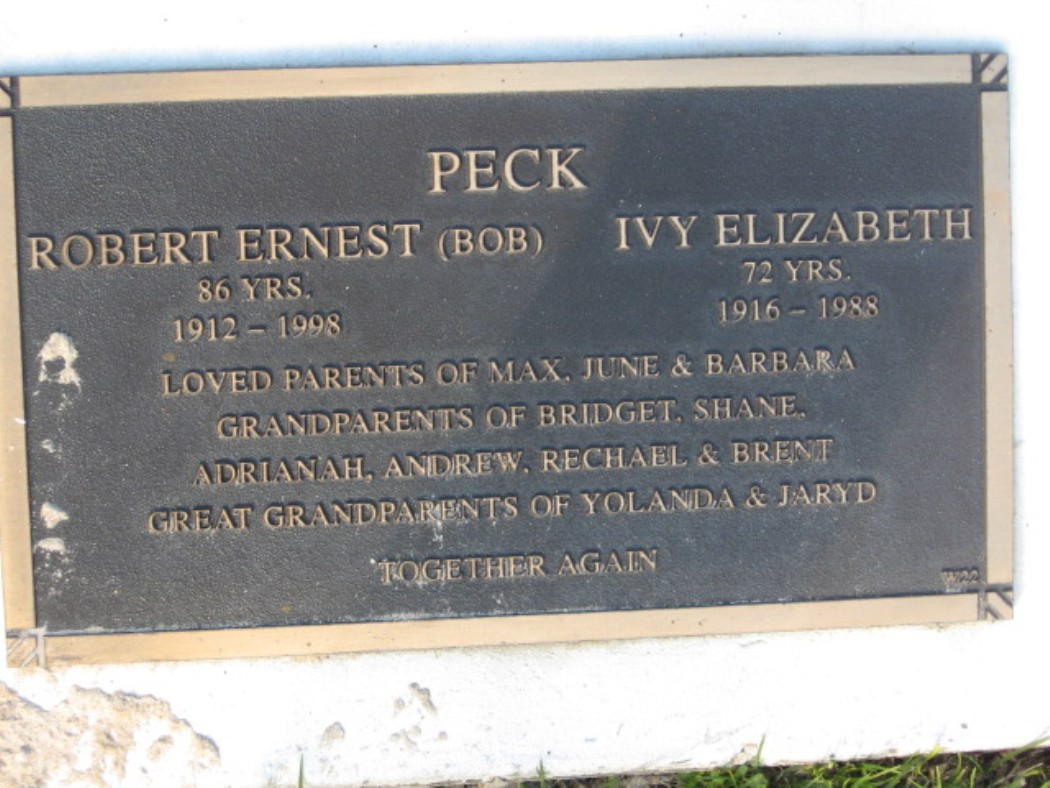 PECK
ROBERT ERNEST (BOB)
86 YRS.
1912 – 1998
IVY ELIZABETH
72 YRS.
1916 – 1988
LOVED PARENTS OF MAX, JUNE & BARBARA
GRANDPARENTS OF BRIDGET, SHANE,
ADRIANAH, ANDREW, RECHAEL & BRENT
GREAT GRANDPARENTS OF YOLANDA & JARYD
TOGETHER AGAIN